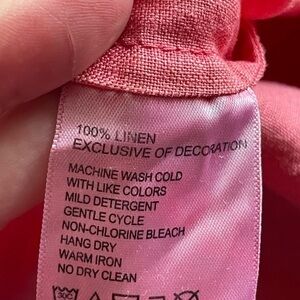 100% LINEN
EXCLUSIVE OF DECORATION
MACHINE WASH COLD
WITH LIKE COLORS
MILD DETERGENT
GENTLE CYCLE
NON-CHLORINE BLEACH
HANG DRY
WARM IRON
NO DRY CLEAN